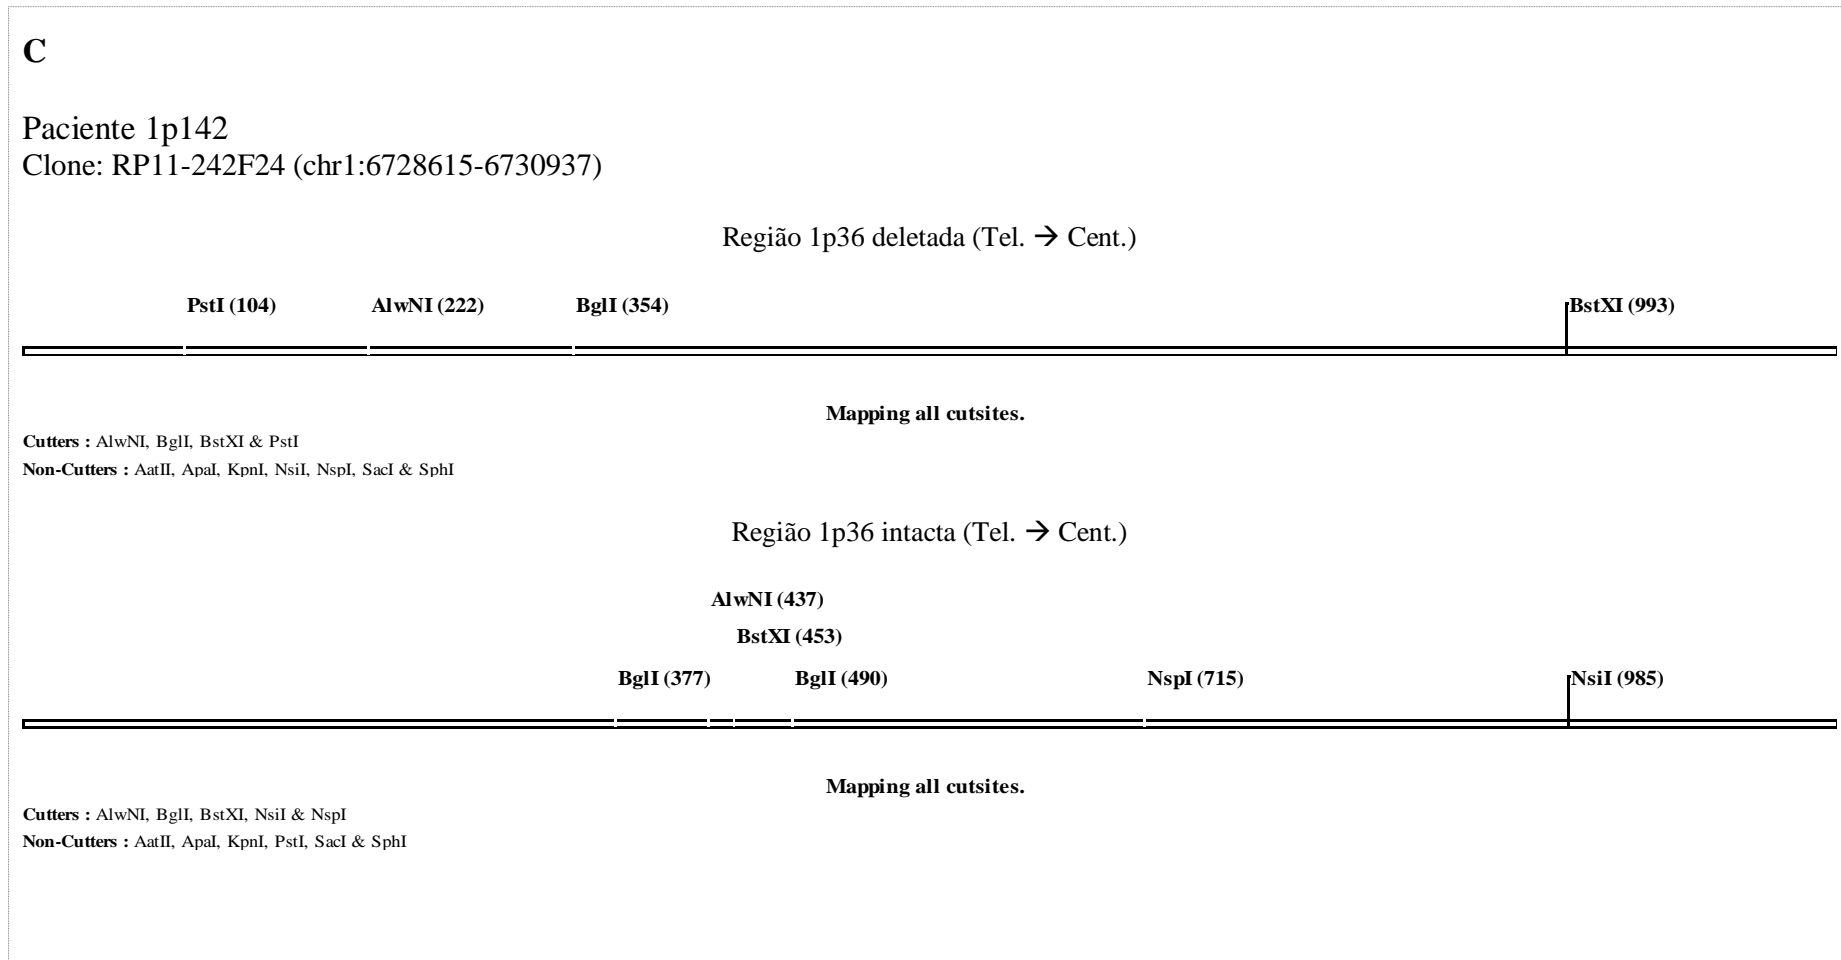 C
Paciente 1p142
Clone: RP11-242F24 (chr1:6728615-6730937)
Região 1p36 deletada (Tel. → Cent.)
PstI (104) AlwNI (222) BglI (354) BstXI (993)
Mapping all cutsites.
Cutters : AlwNI, BglI, BstXI & PstI
Non-Cutters : AatII, ApaI, KpnI, NsiI, NspI, SacI & SphI
Região 1p36 intacta (Tel. → Cent.)
AlwNI (437)
BstXI (453)
BglI (377) BglI (490) NspI (715) NsiI (985)
Mapping all cutsites.
Cutters : AlwNI, BglI, BstXI, NsiI & NspI
Non-Cutters : AatII, ApaI, KpnI, PstI, SacI & SphI